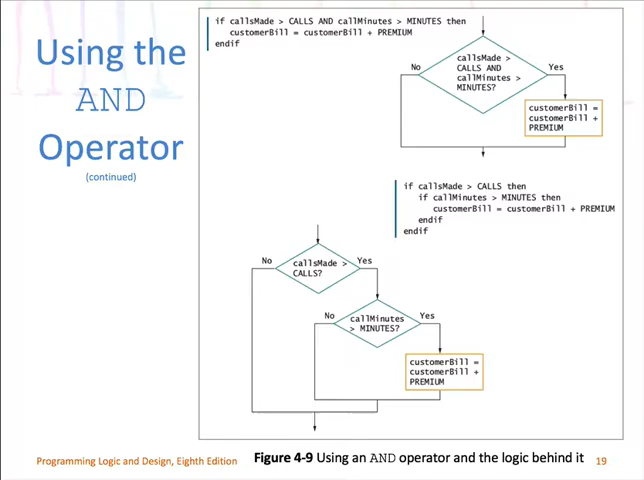 Using the
AND
Operator
(continued)
if callsMade > CALLS AND callMinutes > MINUTES then
customerBill = customerBill + PREMIUM
endif
No
callsMade >
CALLS AND
callMinutes >
MINUTES?
Yes
customerBill =
customerBill +
PREMIUM
if callsMade > CALLS then
if callMinutes > MINUTES then
customerBill = customerBill + PREMIUM
endif
endif
No
callsMade >
CALLS?
Yes
No
callMinutes
> MINUTES?
Yes
customerBill =
customerBill +
PREMIUM
Programming Logic and Design, Eighth Edition
Figure 4-9 Using an AND operator and the logic behind it
19